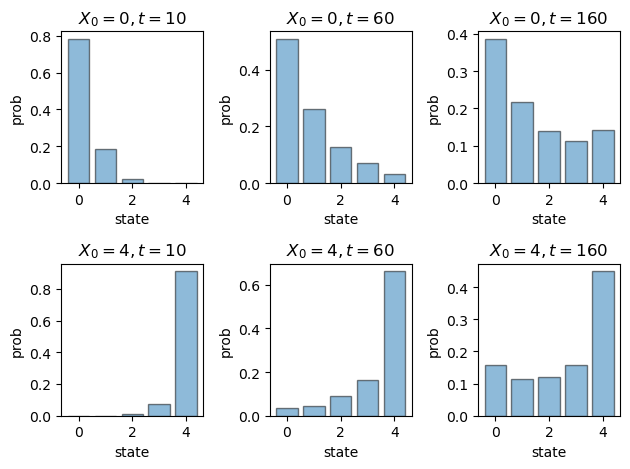 X₀ = 0, t = 10
prob
0.8
0.6
0.4
0.2
0.0
0 2 4
state
X₀ = 0, t = 60
prob
0.4
0.2
0.0
0 2 4
state
X₀ = 0, t = 160
prob
0.4
0.3
0.2
0.1
0.0
0 2 4
state
X₀ = 4, t = 10
prob
0.8
0.6
0.4
0.2
0.0
0 2 4
state
X₀ = 4, t = 60
prob
0.6
0.4
0.2
0.0
0 2 4
state
X₀ = 4, t = 160
prob
0.4
0.3
0.2
0.1
0.0
0 2 4
state